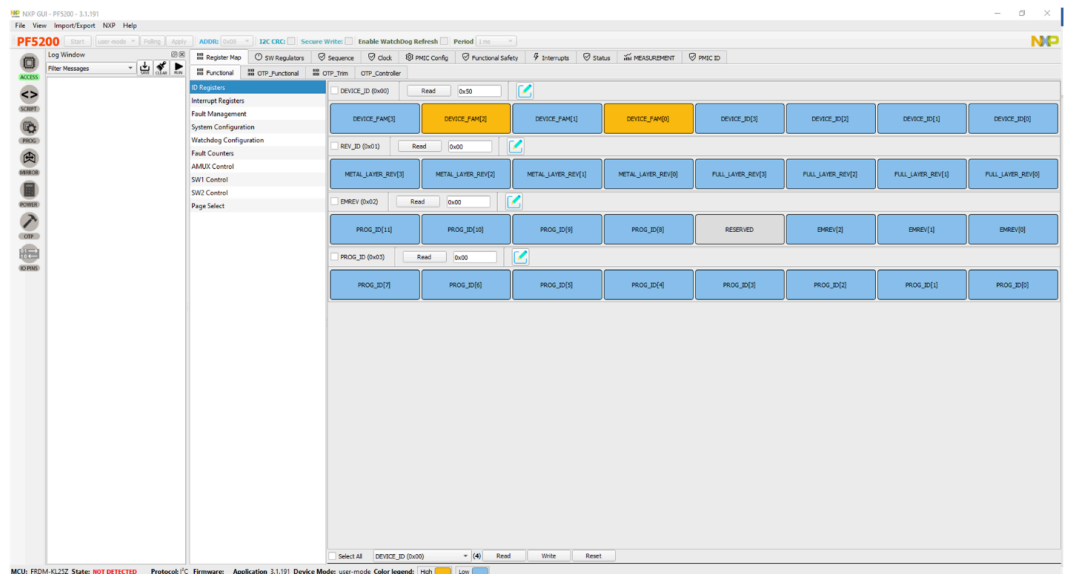 NXP GUI - PF5200 - 3.1.191
File View Import/Export NXP Help
PF5200 Start user-mode Polling Apply ADDR: 0x00 I2C CRC: Secure Write: Enable WatchDog Refresh Period 1 ms NXP
Log Window
Filter Messages SAVE CLEAR RUN
ACCESS
SCRIPT
PROG
MIRROR
POWER
OTP
IO PINS
Register Map SW Regulators Sequence Clock PMIC Config Functional Safety Interrupts Status MEASUREMENT PMIC ID
Functional OTP_Functional OTP_Trim OTP_Controller
ID Registers
Interrupt Registers
Fault Management
System Configuration
Watchdog Configuration
Fault Counters
AMUX Control
SW1 Control
SW2 Control
Page Select
DEVICE_ID (0x00) Read 0x50
DEVICE_FAM[3] DEVICE_FAM[2] DEVICE_FAM[1] DEVICE_FAM[0] DEVICE_ID[3] DEVICE_ID[2] DEVICE_ID[1] DEVICE_ID[0]
REV_ID (0x01) Read 0x00
METAL_LAYER_REV[3] METAL_LAYER_REV[2] METAL_LAYER_REV[1] METAL_LAYER_REV[0] FULL_LAYER_REV[3] FULL_LAYER_REV[2] FULL_LAYER_REV[1] FULL_LAYER_REV[0]
EMREV (0x02) Read 0x00
PROG_ID[11] PROG_ID[10] PROG_ID[9] PROG_ID[8] RESERVED EMREV[2] EMREV[1] EMREV[0]
PROG_ID (0x03) Read 0x00
PROG_ID[7] PROG_ID[6] PROG_ID[5] PROG_ID[4] PROG_ID[3] PROG_ID[2] PROG_ID[1] PROG_ID[0]
Select All DEVICE_ID (0x00) (4) Read Write Reset
MCU: FRDM-KL25Z State: NOT DETECTED Protocol: I²C Firmware: Application 3.1.191 Device Mode: user-mode Color legend: High Low